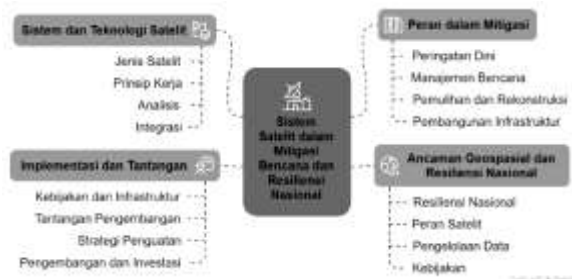 Sistem dan Teknologi Satelit
Jenis Satelit
Prinsip Kerja
Analisis
Integrasi
Implementasi dan Tantangan
Kebijakan dan Infrastruktur
Tantangan Pengembangan
Strategi Penguatan
Pengembangan dan Investasi
Sistem
Satelit dalam
Mitigasi
Bencana dan
Resiliensi
Nasional
Peran dalam Mitigasi
Peringatan Dini
Manajemen Bencana
Pemulihan dan Rekonstruksi
Pembangunan Infrastruktur
Ancaman Geospasial dan
Resiliensi Nasional
Resiliensi Nasional
Peran Satelit
Pengelolaan Data
Kebijakan